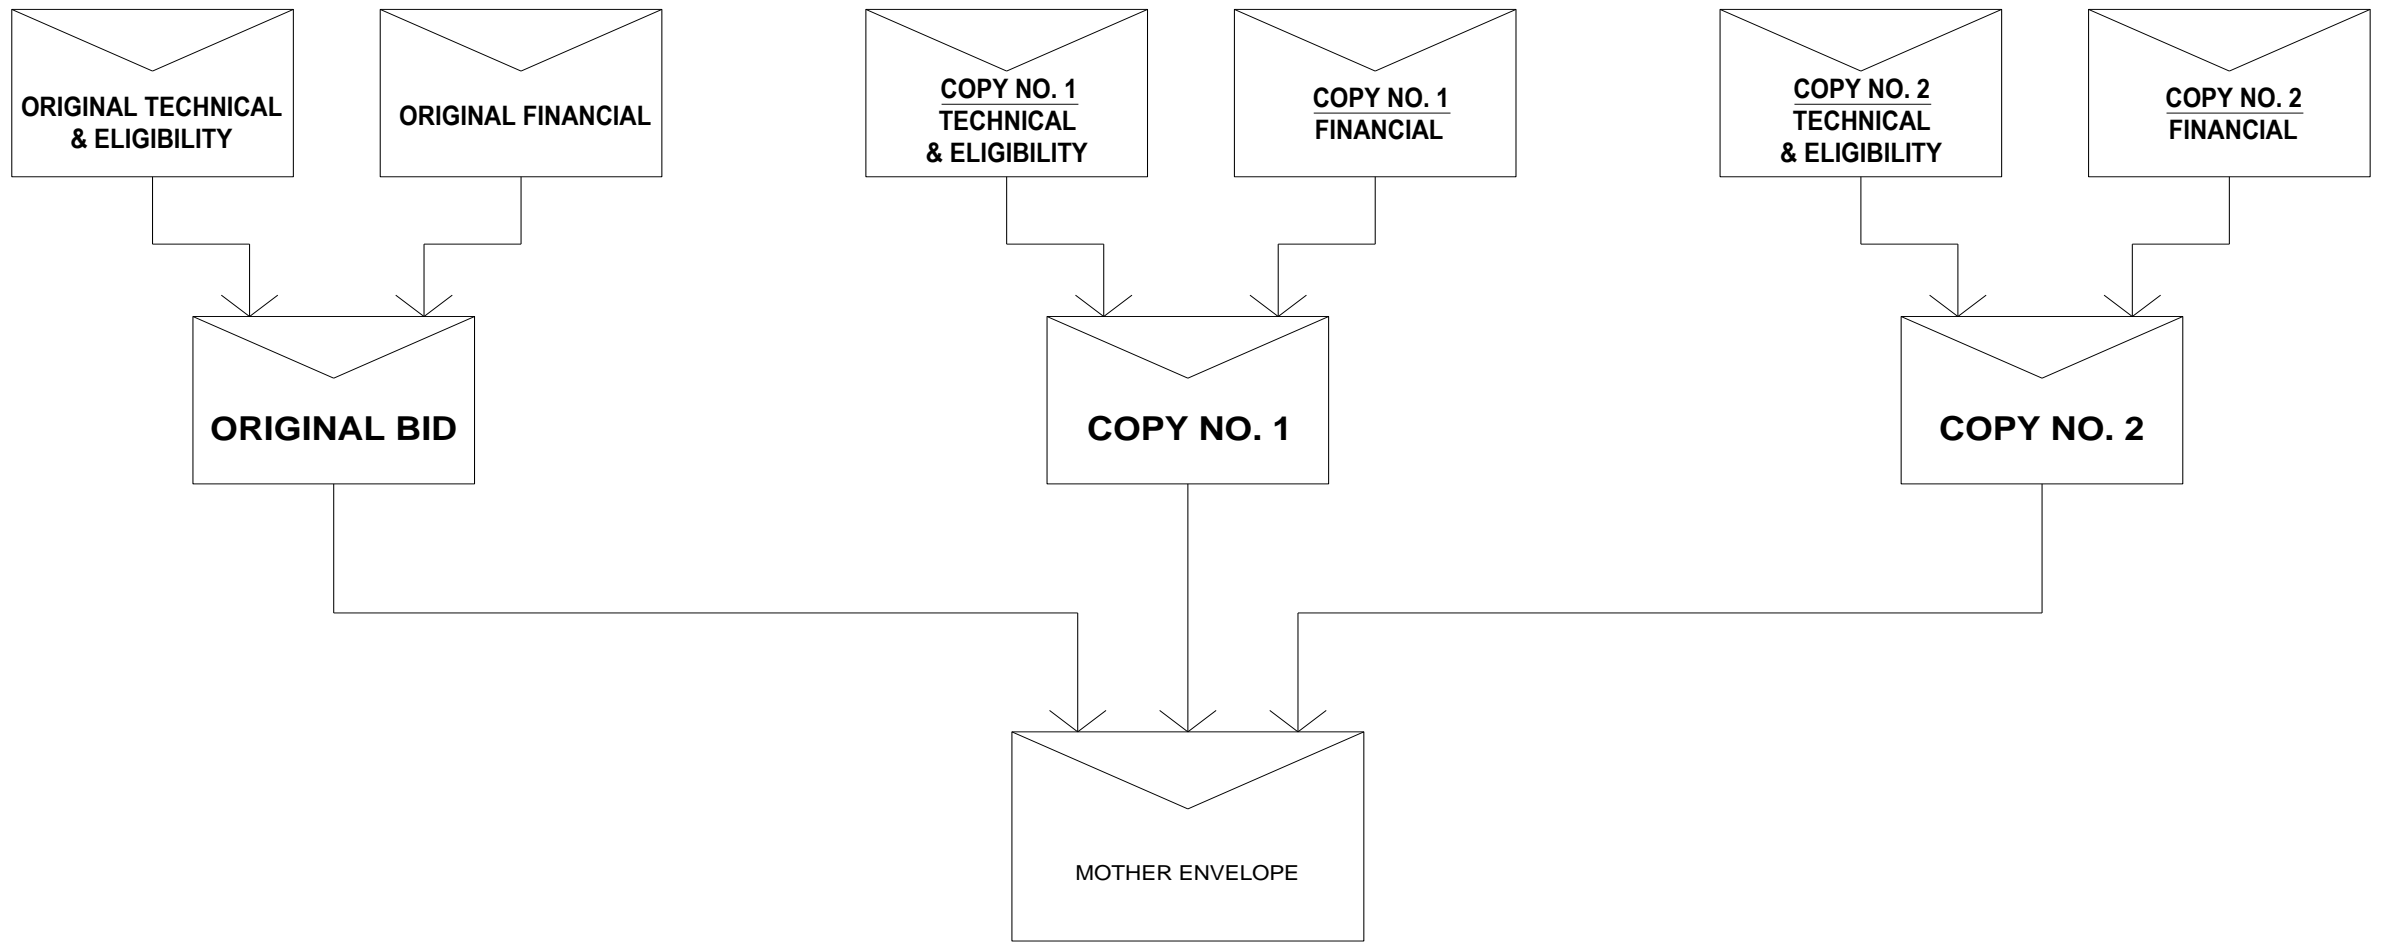 ORIGINAL TECHNICAL
& ELIGIBILITY
ORIGINAL FINANCIAL
COPY NO. 1
TECHNICAL
& ELIGIBILITY
COPY NO. 1
FINANCIAL
COPY NO. 2
TECHNICAL
& ELIGIBILITY
COPY NO. 2
FINANCIAL
ORIGINAL BID
COPY NO. 1
COPY NO. 2
MOTHER ENVELOPE